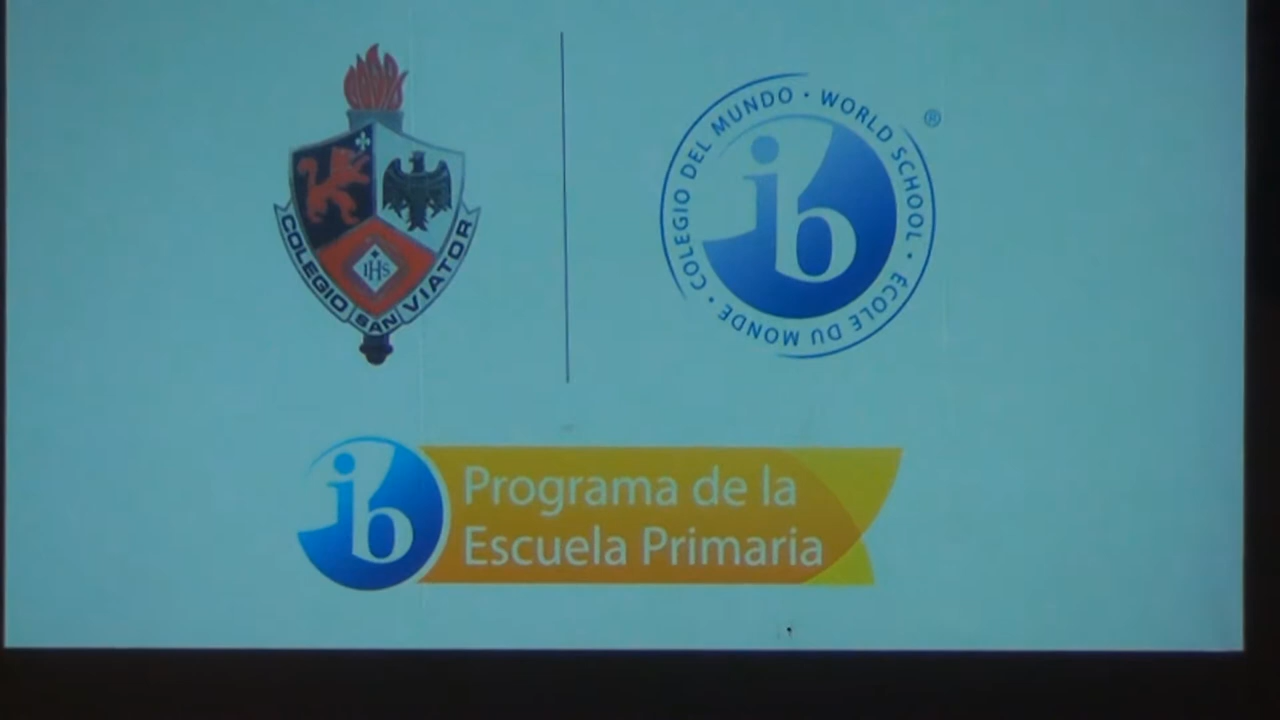 COLEGIO SAN VIATOR
IHS
COLEGIO DEL MUNDO · WORLD SCHOOL · ÉCOLE DU MONDE ·
®
ib
ib
Programa de la
Escuela Primaria